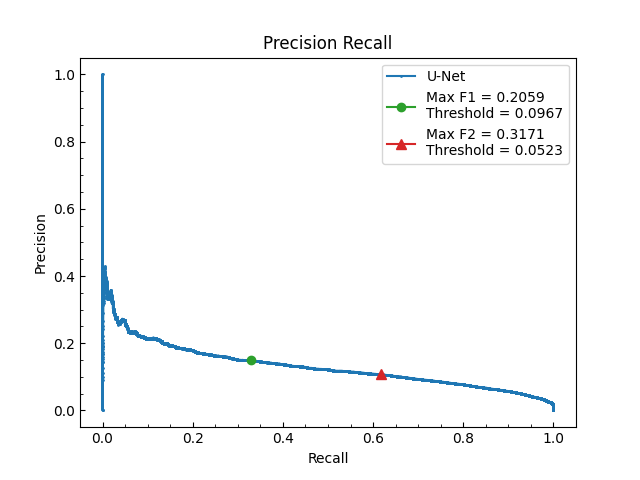 Precision Recall
1.0
0.8
0.6
0.4
0.2
0.0
Precision
U-Net
Max F1 = 0.2059
Threshold = 0.0967
Max F2 = 0.3171
Threshold = 0.0523
0.0 0.2 0.4 0.6 0.8 1.0
Recall